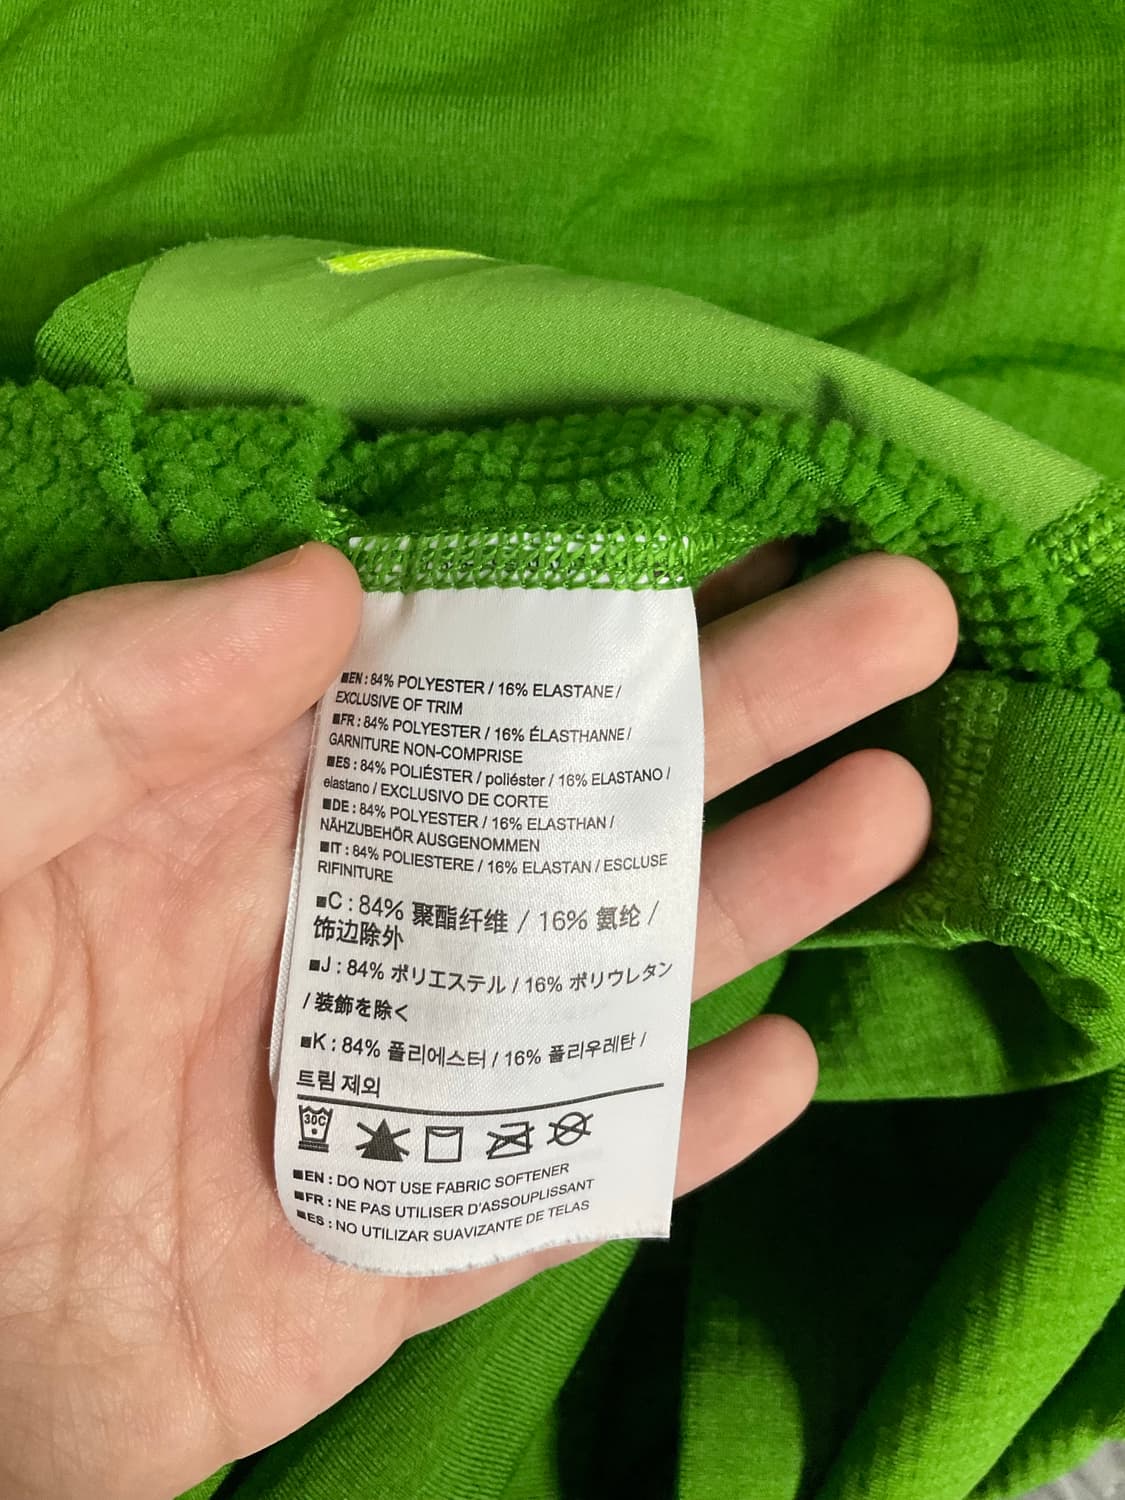 ■EN : 84% POLYESTER / 16% ELASTANE /
EXCLUSIVE OF TRIM
■FR : 84% POLYESTER / 16% ÉLASTHANNE /
GARNITURE NON-COMPRISE
■ES : 84% POLIÉSTER / poliéster / 16% ELASTANO /
elastano / EXCLUSIVO DE CORTE
■DE : 84% POLYESTER / 16% ELASTHAN /
NÄHZUBEHÖR AUSGENOMMEN
■IT : 84% POLIESTERE / 16% ELASTAN / ESCLUSE
RIFINITURE
■C : 84% 聚酯纤维 / 16% 氨纶 /
饰边除外
■J : 84% ポリエステル / 16% ポリウレタン
/ 装飾を除く
■K : 84% 폴리에스터 / 16% 폴리우레탄 /
트림 제외
30C
■EN : DO NOT USE FABRIC SOFTENER
■FR : NE PAS UTILISER D'ASSOUPLISSANT
■ES : NO UTILIZAR SUAVIZANTE DE TELAS